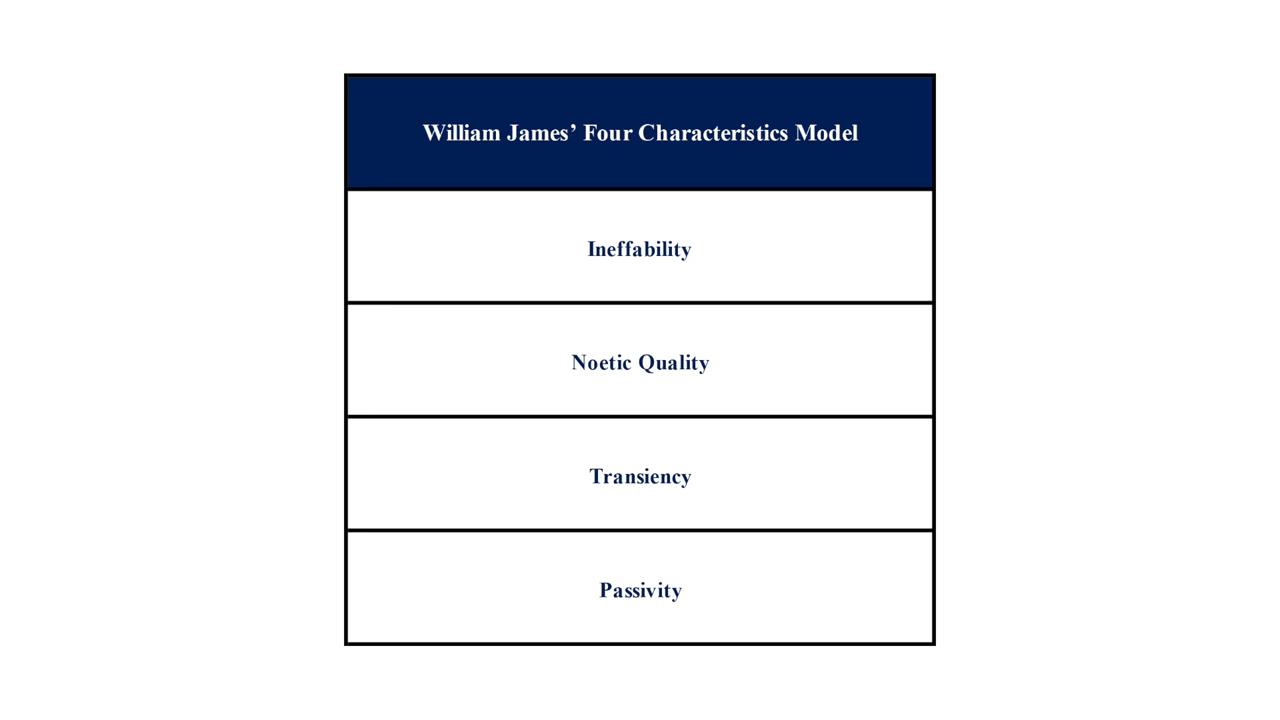 William James’ Four Characteristics Model
Ineffability
Noetic Quality
Transiency
Passivity